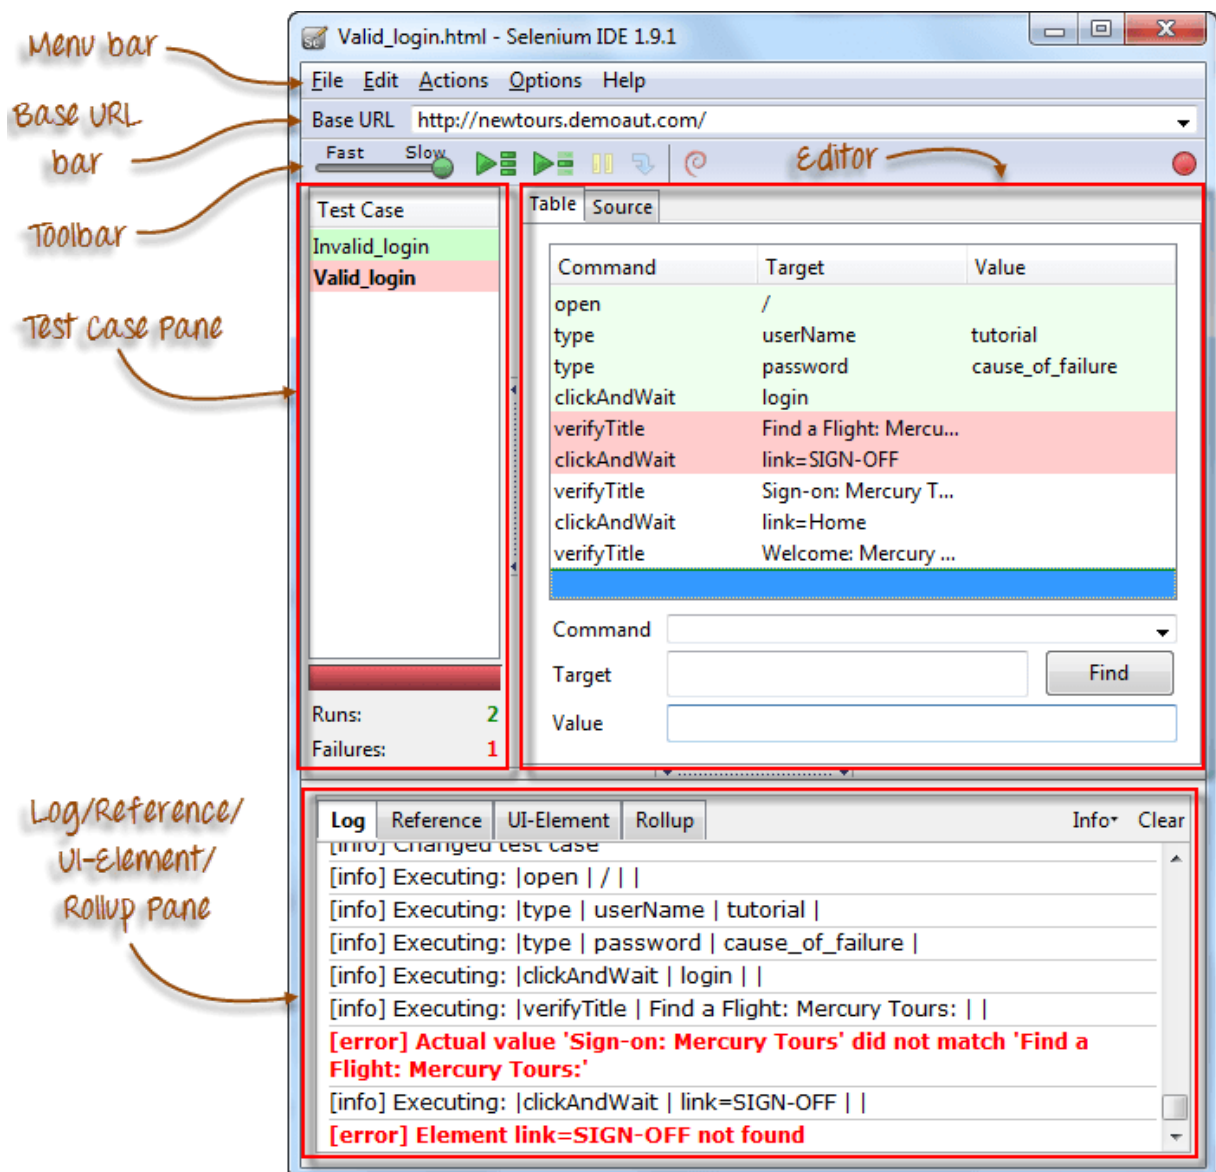 Valid_login.html - Selenium IDE 1.9.1
Menu bar
File Edit Actions Options Help
Base URL bar
Base URL http://newtours.demoaut.com/
Fast Slow
Editor
Toolbar
Test Case
Invalid_login
Valid_login
Test Case Pane
Runs: 2
Failures: 1
Table Source
Command Target Value
open /
type userName tutorial
type password cause_of_failure
clickAndWait login
verifyTitle Find a Flight: Mercu...
clickAndWait link=SIGN-OFF
verifyTitle Sign-on: Mercury T...
clickAndWait link=Home
verifyTitle Welcome: Mercury ...
Command
Target Find
Value
Log/Reference/
UI-Element/
Rollup Pane
Log Reference UI-Element Rollup Info Clear
[info] Changed test case
[info] Executing: |open | / | |
[info] Executing: |type | userName | tutorial |
[info] Executing: |type | password | cause_of_failure |
[info] Executing: |clickAndWait | login | |
[info] Executing: |verifyTitle | Find a Flight: Mercury Tours: | |
[error] Actual value 'Sign-on: Mercury Tours' did not match 'Find a
Flight: Mercury Tours:'
[info] Executing: |clickAndWait | link=SIGN-OFF | |
[error] Element link=SIGN-OFF not found